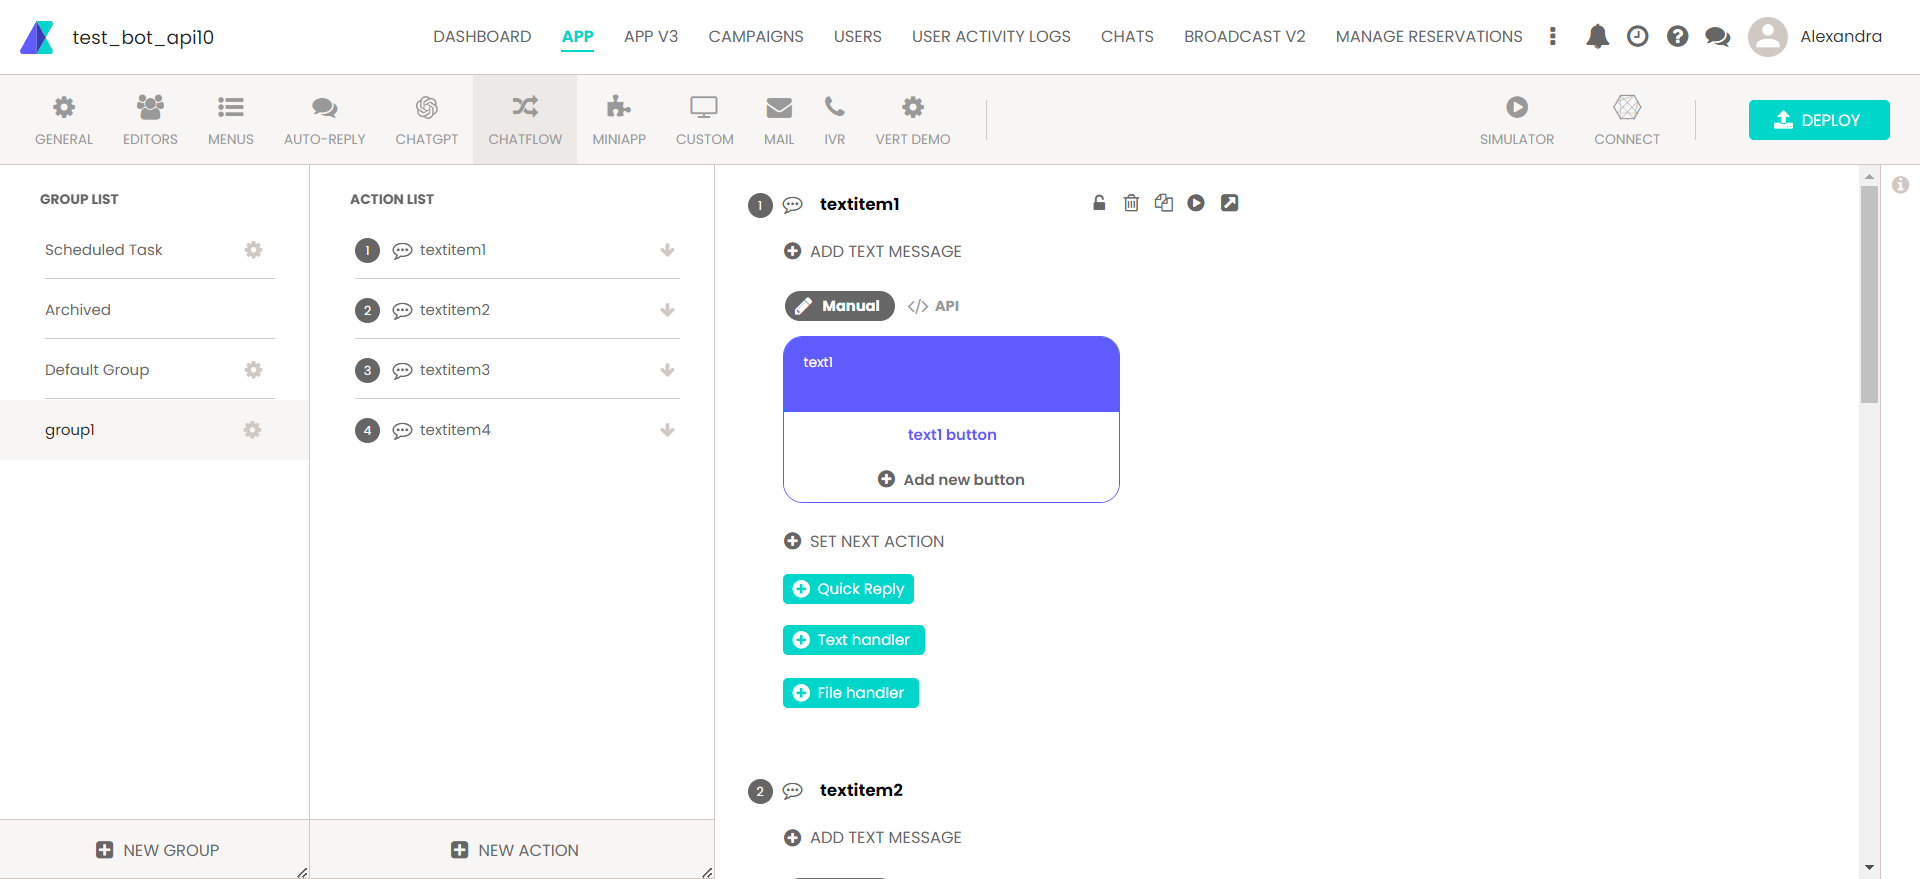 test_bot_api10
DASHBOARD APP APP V3 CAMPAIGNS USERS USER ACTIVITY LOGS CHATS BROADCAST V2 MANAGE RESERVATIONS Alexandra
GENERAL EDITORS MENUS AUTO-REPLY CHATGPT CHATFLOW MINIAPP CUSTOM MAIL IVR VERT DEMO SIMULATOR CONNECT DEPLOY
GROUP LIST
Scheduled Task
Archived
Default Group
group1
NEW GROUP
ACTION LIST
1 textitem1
2 textitem2
3 textitem3
4 textitem4
NEW ACTION
1 textitem1
ADD TEXT MESSAGE
Manual </> API
text1
text1 button
Add new button
SET NEXT ACTION
Quick Reply
Text handler
File handler
2 textitem2
ADD TEXT MESSAGE